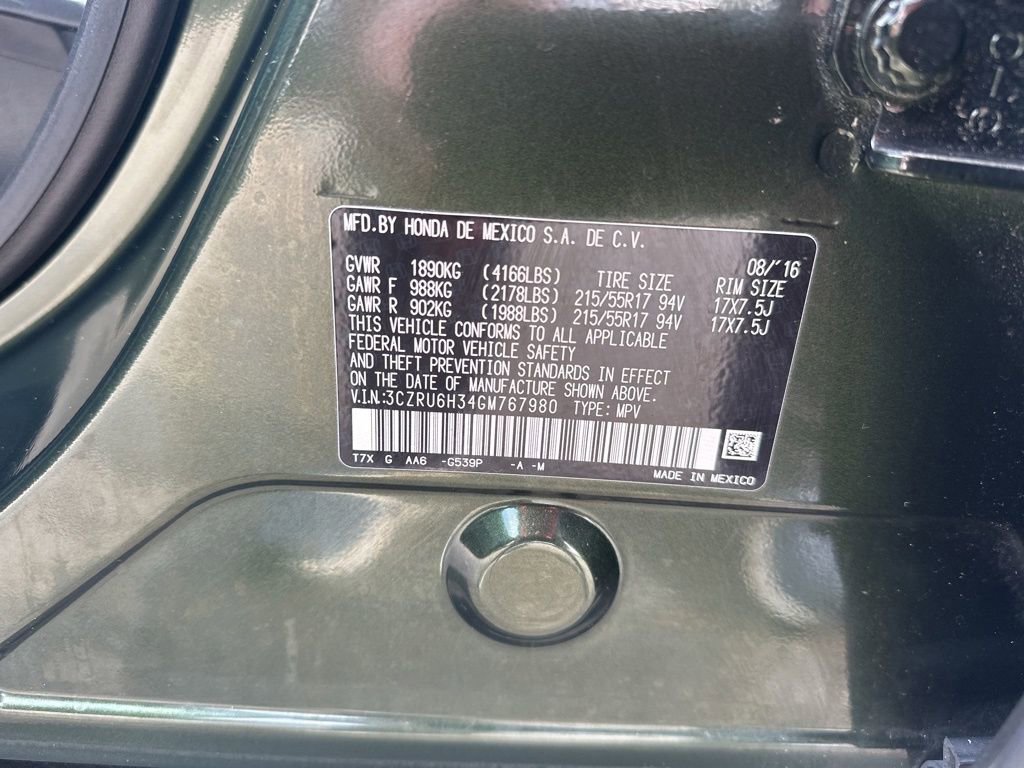 MFD.BY HONDA DE MEXICO S.A. DE C.V.
08/'16
GVWR 1890KG (4166LBS) TIRE SIZE RIM SIZE
GAWR F 988KG (2178LBS) 215/55R17 94V 17X7.5J
GAWR R 902KG (1988LBS) 215/55R17 94V 17X7.5J
THIS VEHICLE CONFORMS TO ALL APPLICABLE
FEDERAL MOTOR VEHICLE SAFETY
AND THEFT PREVENTION STANDARDS IN EFFECT
ON THE DATE OF MANUFACTURE SHOWN ABOVE.
V.I.N:3CZRU6H34GM767980 TYPE: MPV
T7X G AA6 -G539P -A -M
MADE IN MEXICO